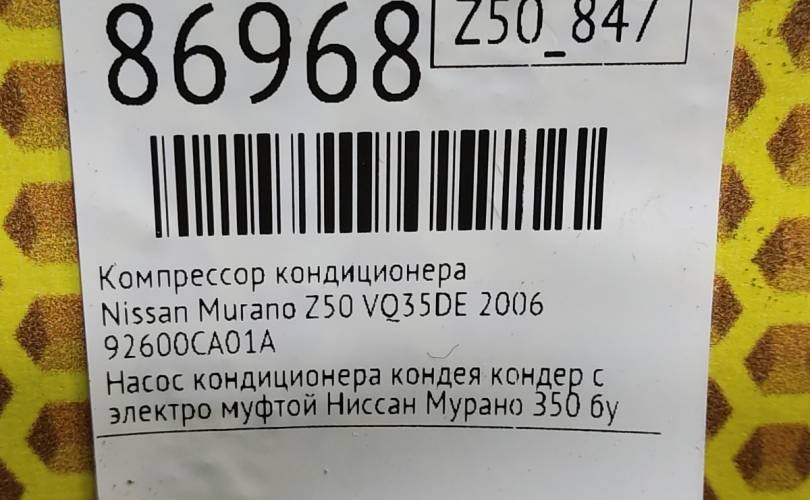 86968
Z50_847
Компрессор кондиционера
Nissan Murano Z50 VQ35DE 2006
92600CA01A
Насос кондиционера кондея кондер с
электро муфтой Ниссан Мурано 350 бу